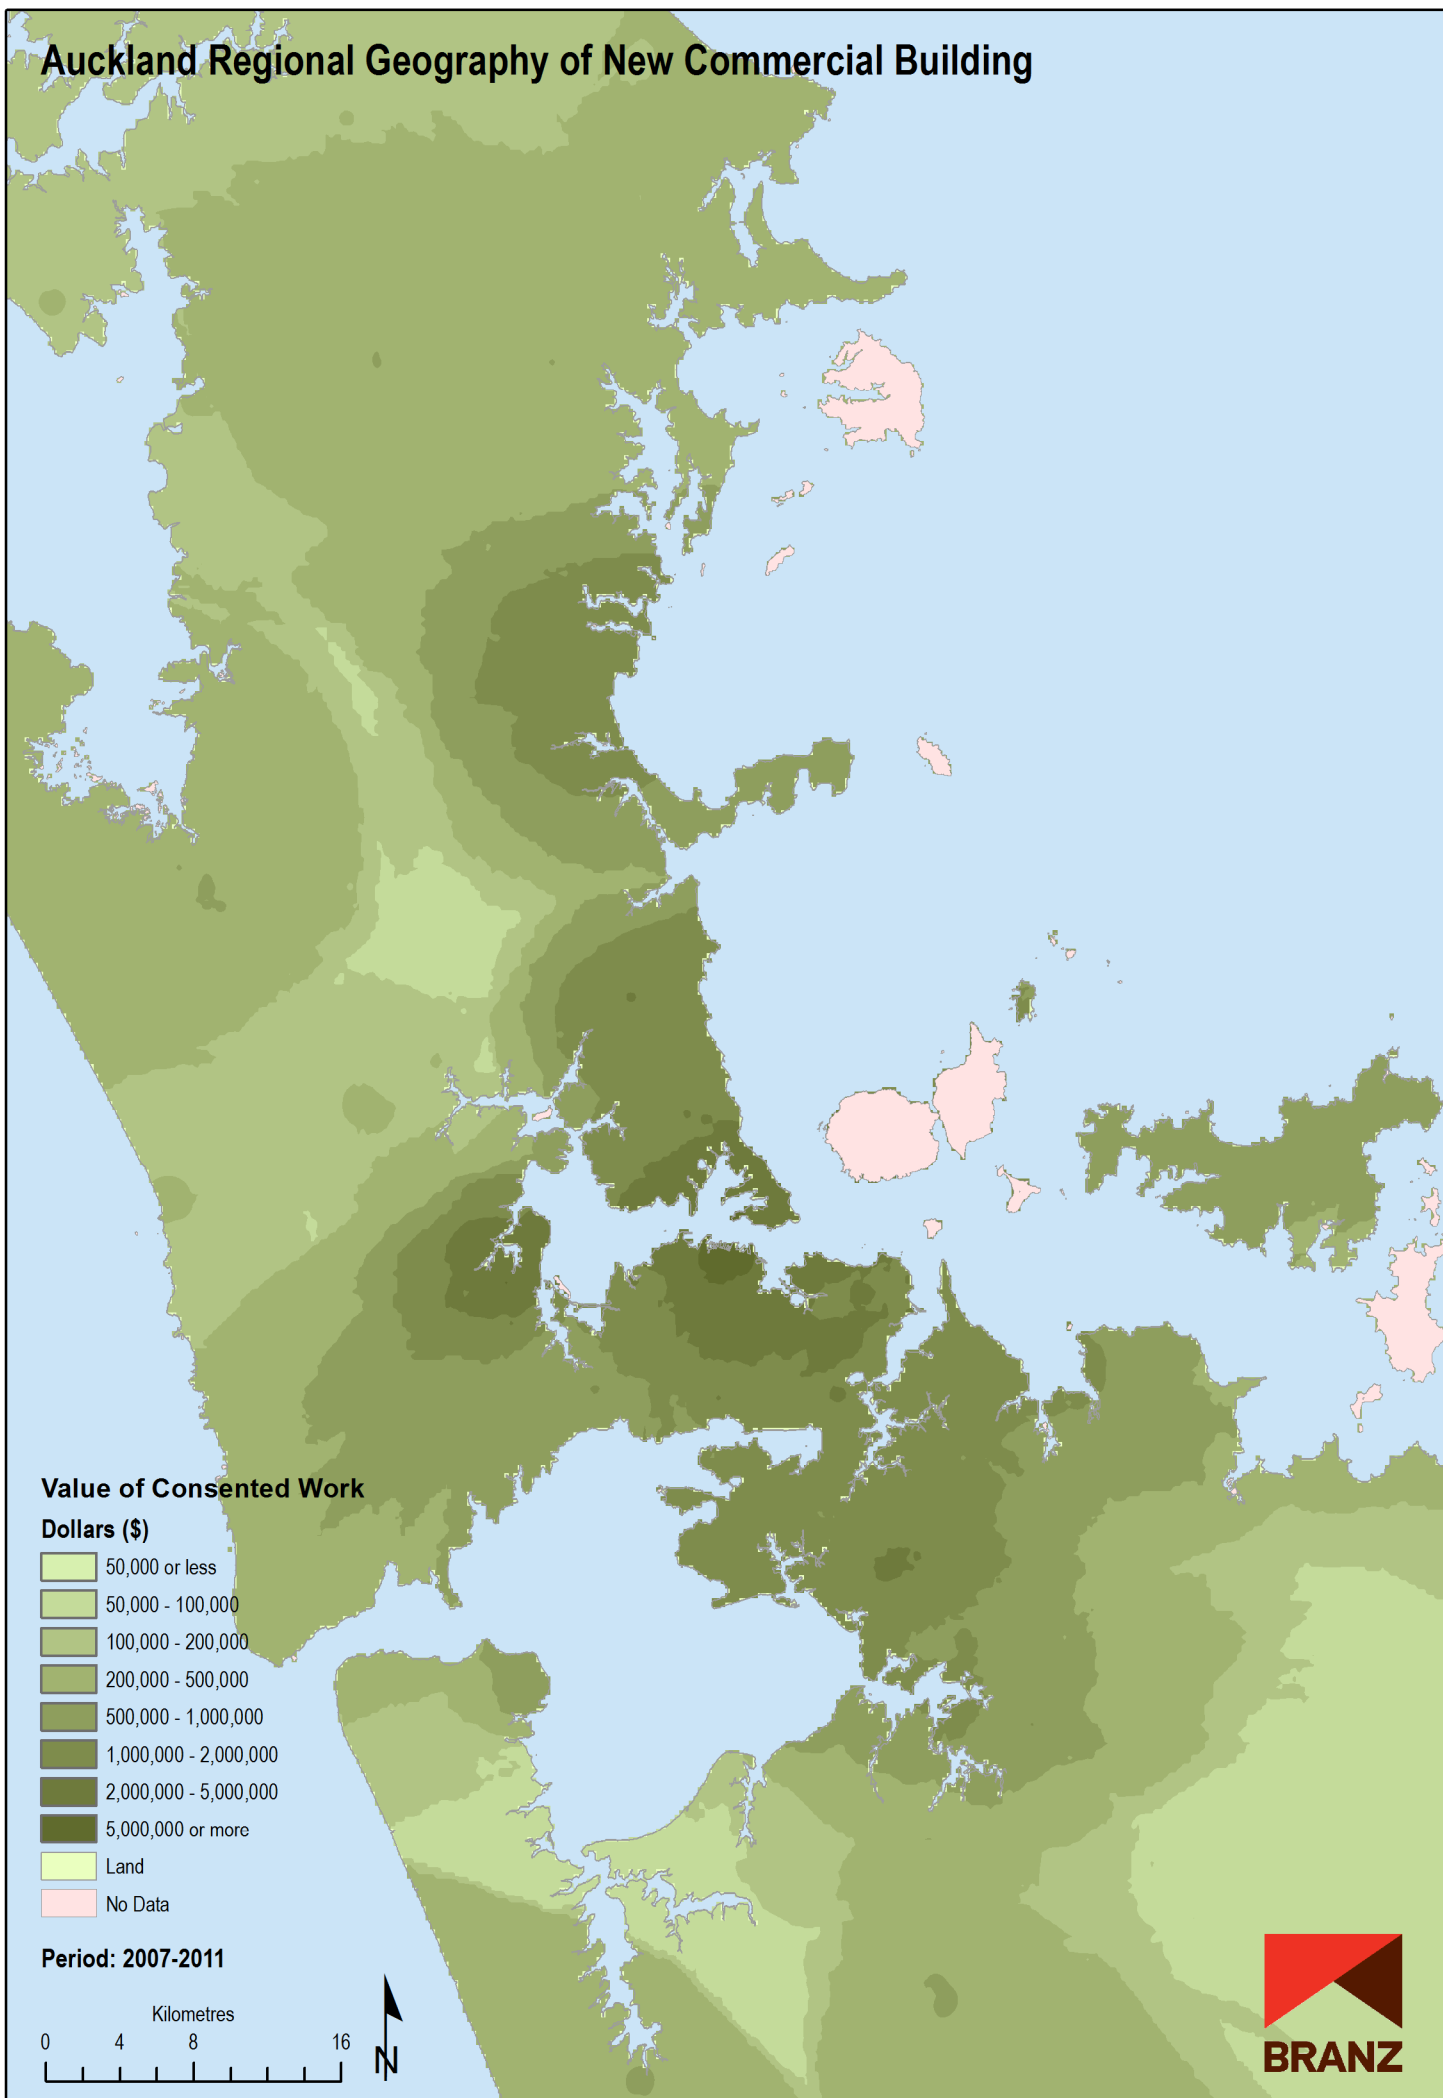 Auckland Regional Geography of New Commercial Building
Value of Consented Work
Dollars ($)
50,000 or less
50,000 - 100,000
100,000 - 200,000
200,000 - 500,000
500,000 - 1,000,000
1,000,000 - 2,000,000
2,000,000 - 5,000,000
5,000,000 or more
Land
No Data
Period: 2007-2011
Kilometres
0 4 8 16
N
BRANZ